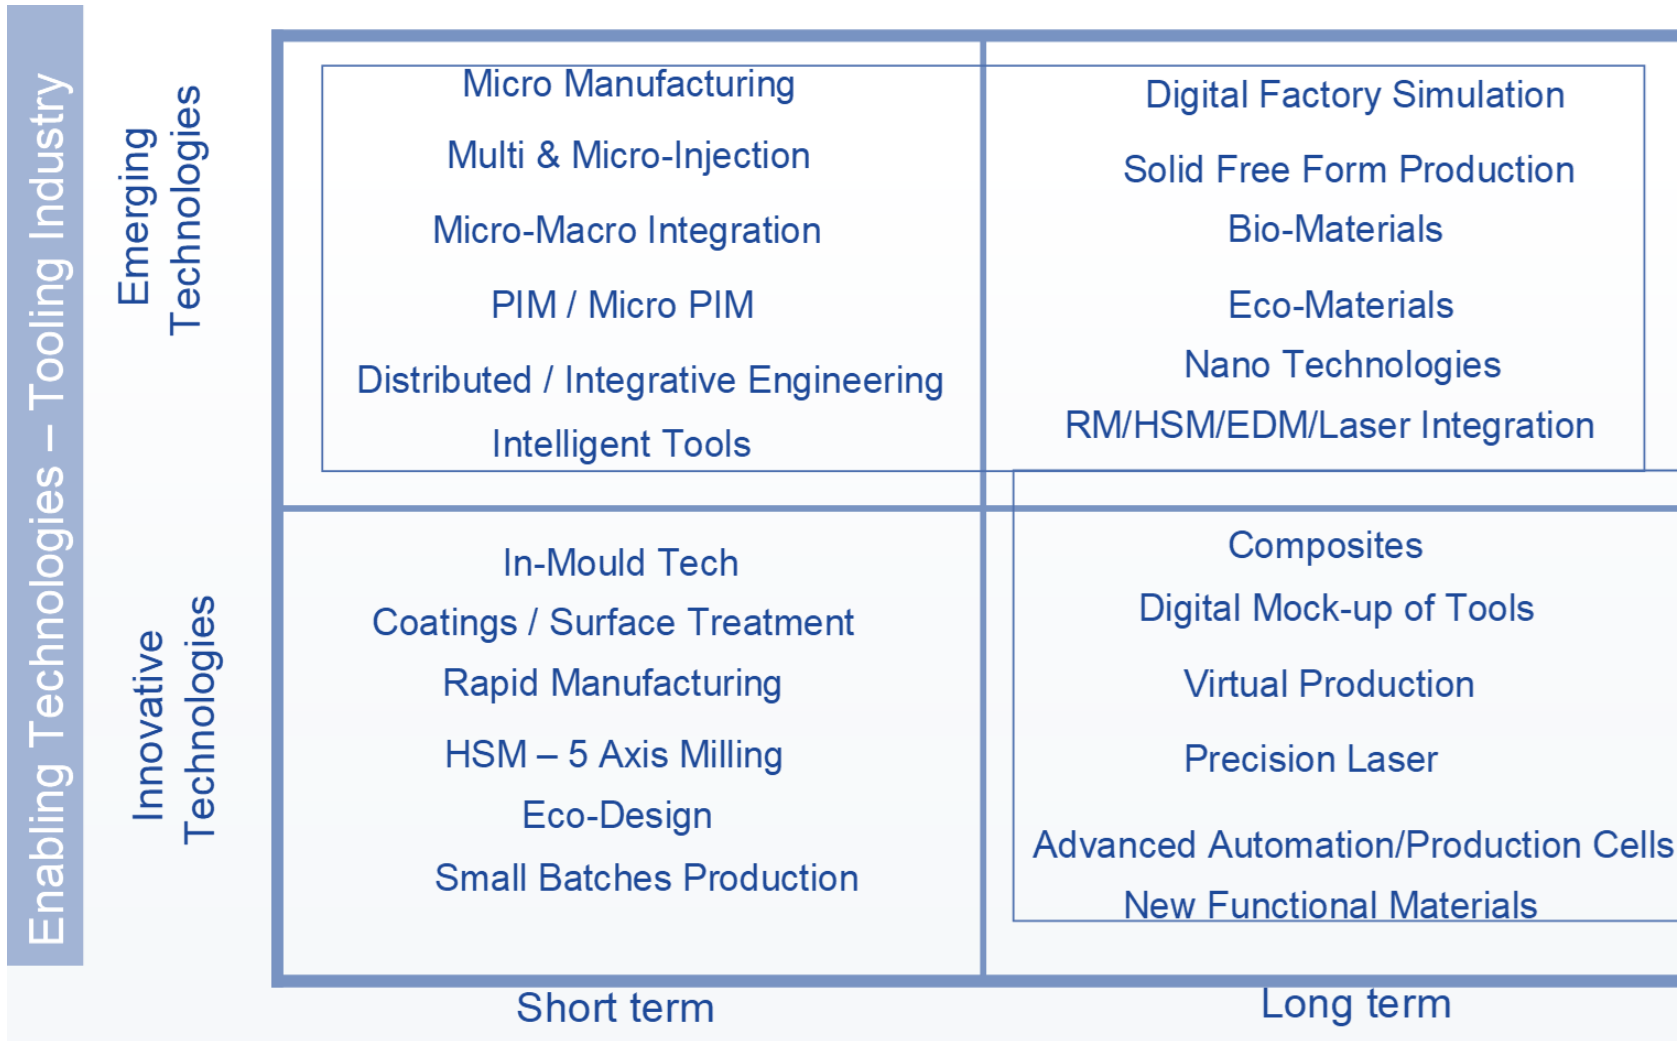 Enabling Technologies – Tooling Industry
Emerging
Technologies
Micro Manufacturing
Multi & Micro-Injection
Micro-Macro Integration
PIM / Micro PIM
Distributed / Integrative Engineering
Intelligent Tools
Digital Factory Simulation
Solid Free Form Production
Bio-Materials
Eco-Materials
Nano Technologies
RM/HSM/EDM/Laser Integration
Innovative
Technologies
In-Mould Tech
Coatings / Surface Treatment
Rapid Manufacturing
HSM – 5 Axis Milling
Eco-Design
Small Batches Production
Composites
Digital Mock-up of Tools
Virtual Production
Precision Laser
Advanced Automation/Production Cells
New Functional Materials
Short term
Long term